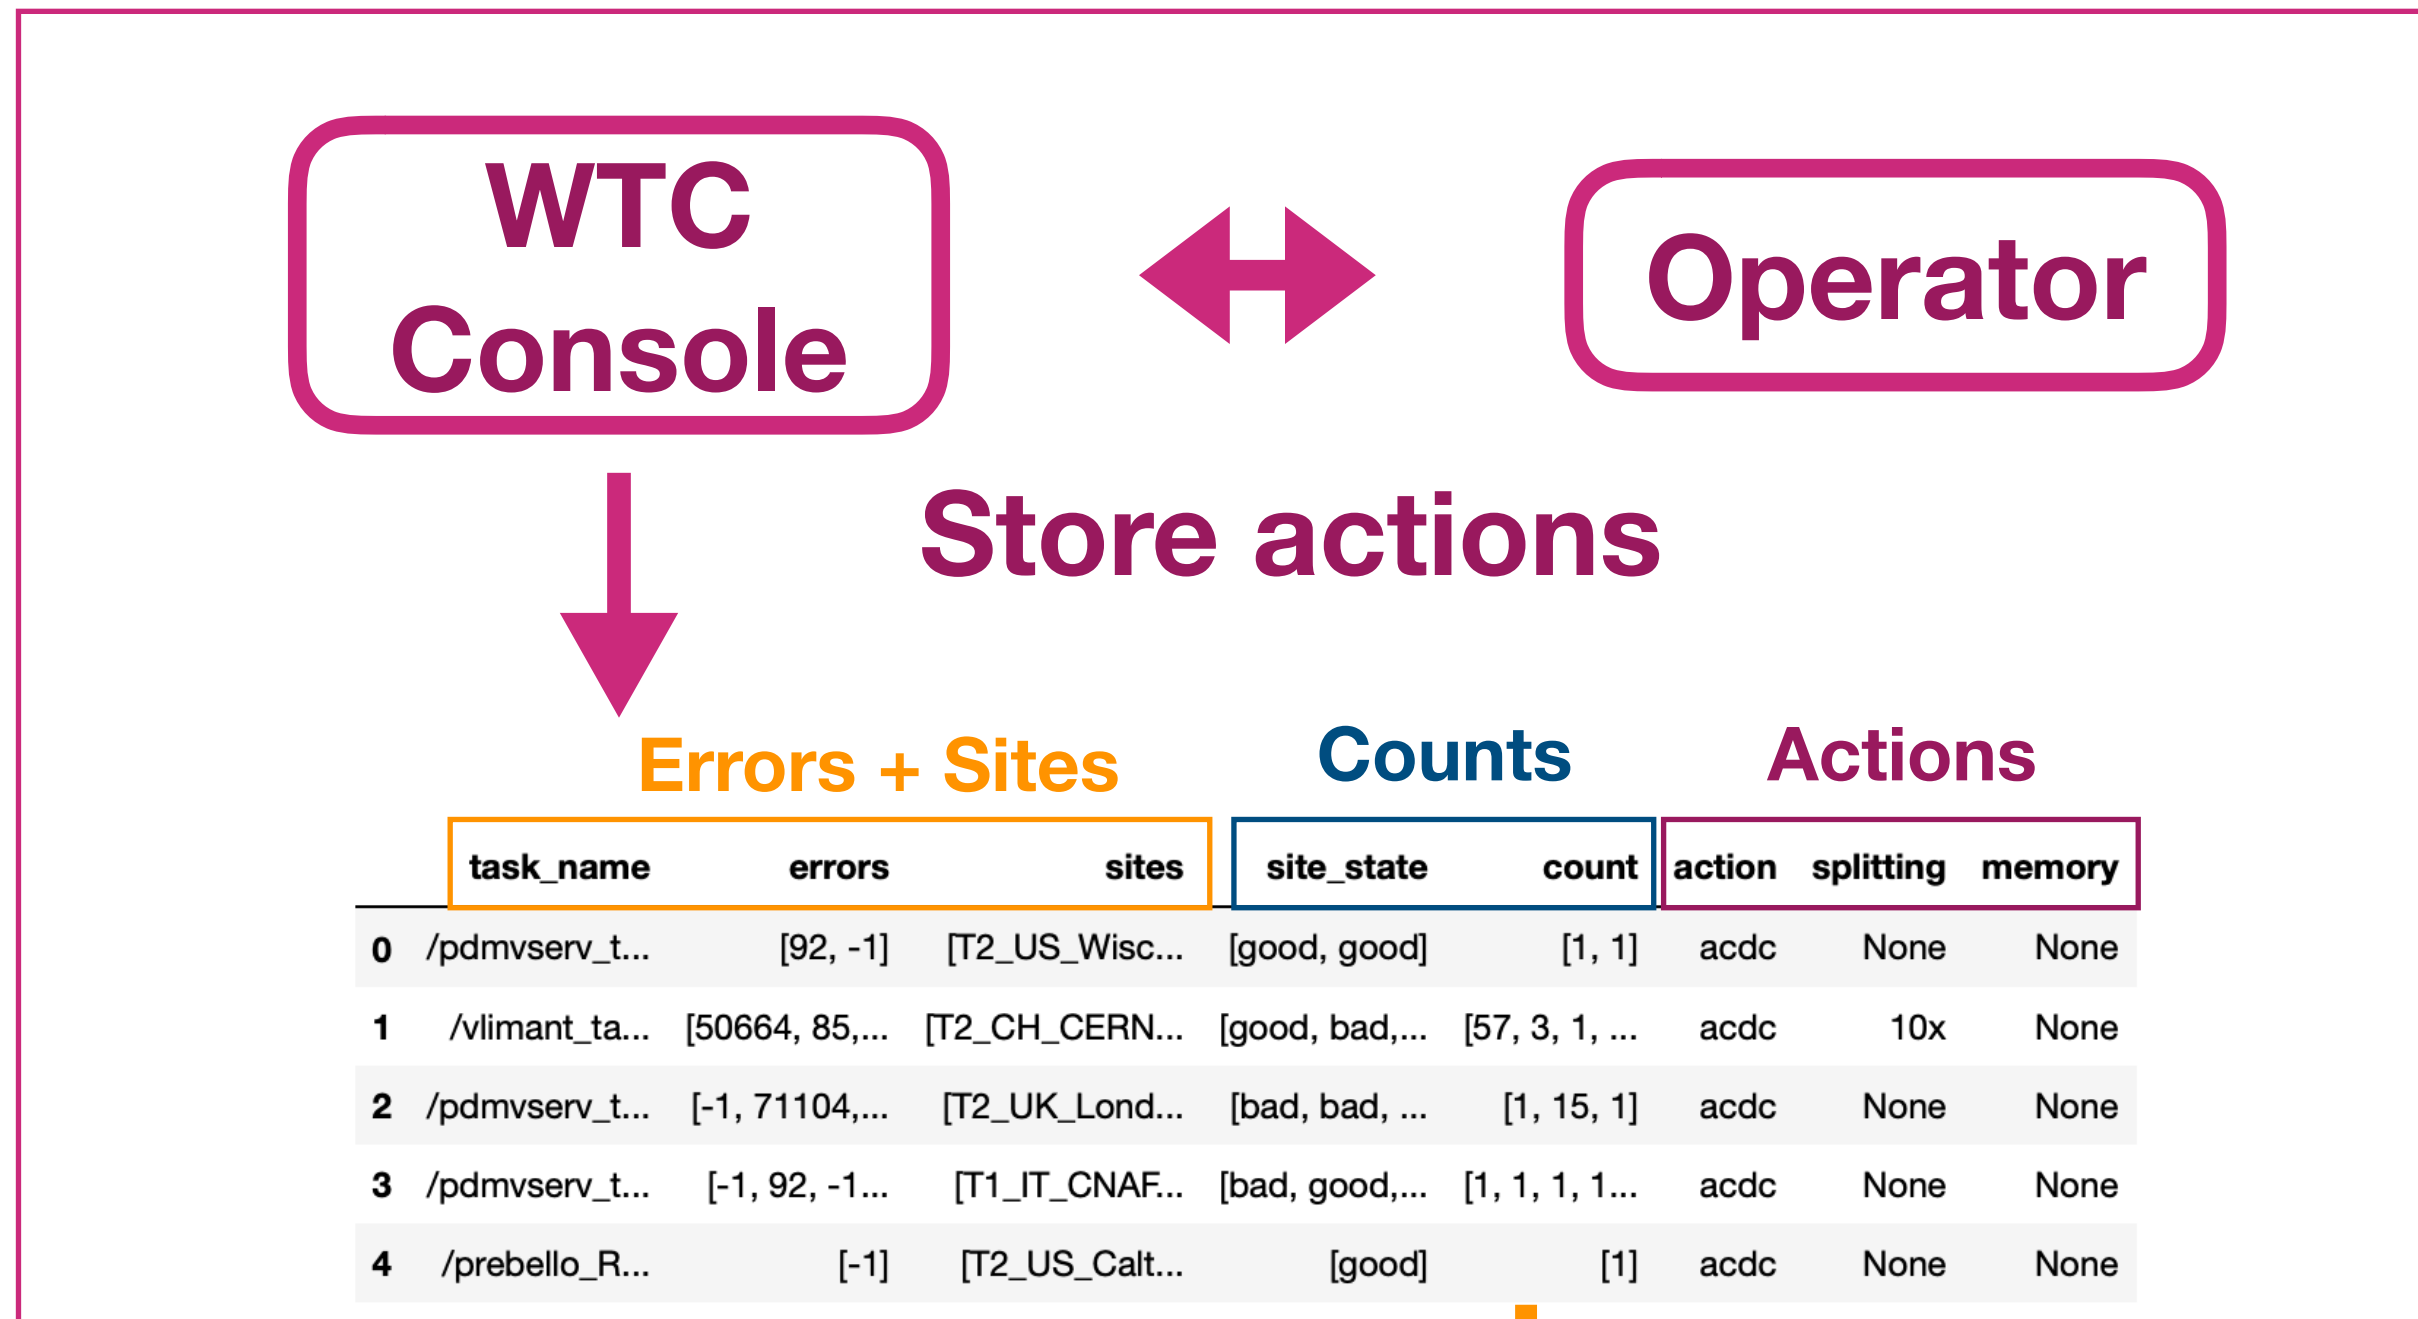 WTC
Console
Operator
Store actions
Errors + Sites Counts Actions
task_name errors sites site_state count action splitting memory
0 /pdmvserv_t... [92, -1] [T2_US_Wisc... [good, good] [1, 1] acdc None None
1 /vlimant_ta... [50664, 85,... [T2_CH_CERN... [good, bad,... [57, 3, 1, ... acdc 10x None
2 /pdmvserv_t... [-1, 71104,... [T2_UK_Lond... [bad, bad, ... [1, 15, 1] acdc None None
3 /pdmvserv_t... [-1, 92, -1... [T1_IT_CNAF... [bad, good,... [1, 1, 1, 1... acdc None None
4 /prebello_R... [-1] [T2_US_Calt... [good] [1] acdc None None